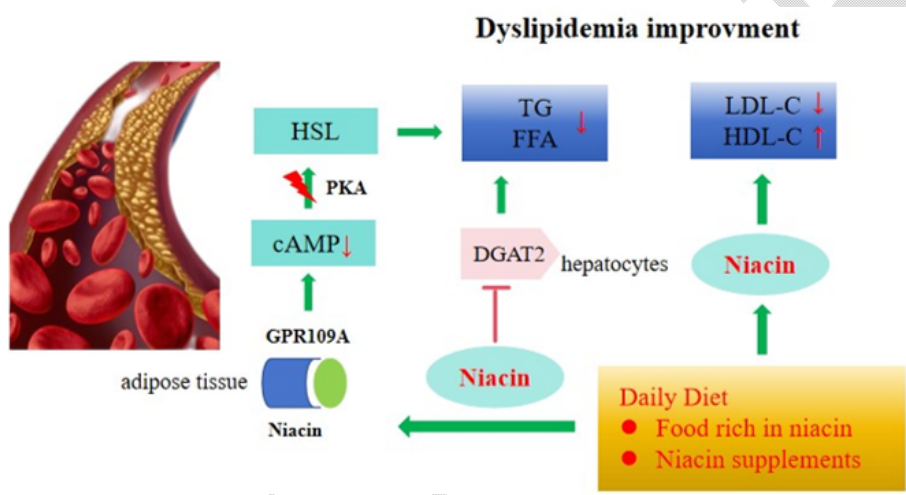 Dyslipidemia improvment
HSL
TG ↓
FFA
LDL-C ↓
HDL-C ↑
PKA
cAMP↓
DGAT2
hepatocytes
Niacin
GPR109A
adipose tissue
Niacin
Niacin
Daily Diet
● Food rich in niacin
● Niacin supplements